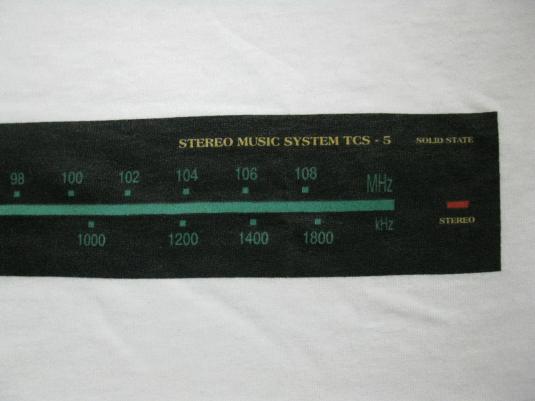 STEREO MUSIC SYSTEM TCS - 5 SOLID STATE
98 100 102 104 106 108 MHz
1000 1200 1400 1800 kHz
STEREO